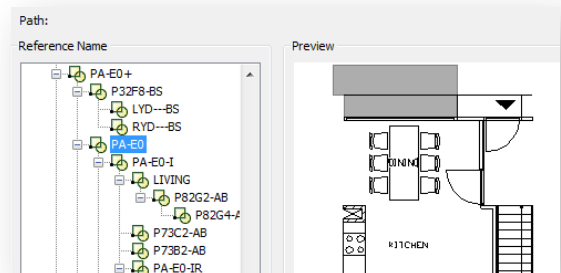 Path:
Reference Name
Preview
PA-E0+
P32F8-BS
LYD---BS
RYD---BS
PA-E0
PA-E0-I
LIVING
P82G2-AB
P82G4-A
P73C2-AB
P73B2-AB
PA-E0-IR
DINING
KITCHEN